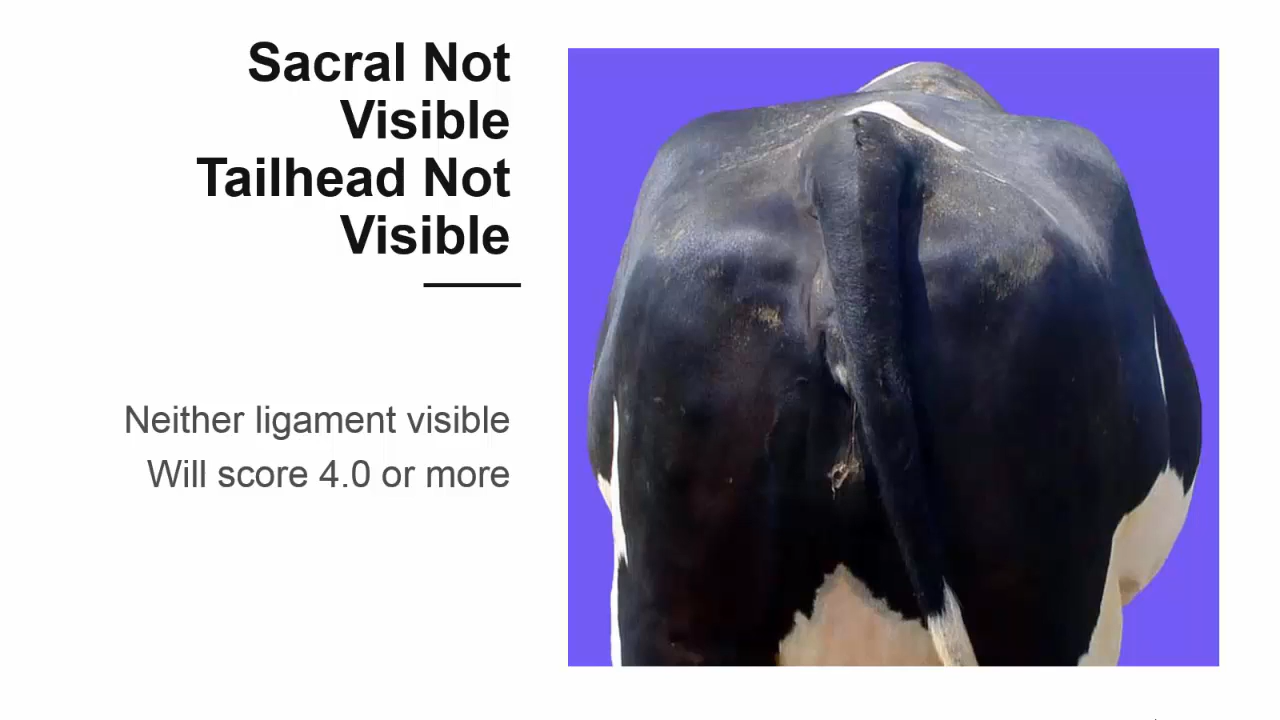 Sacral Not
Visible
Tailhead Not
Visible
Neither ligament visible
Will score 4.0 or more